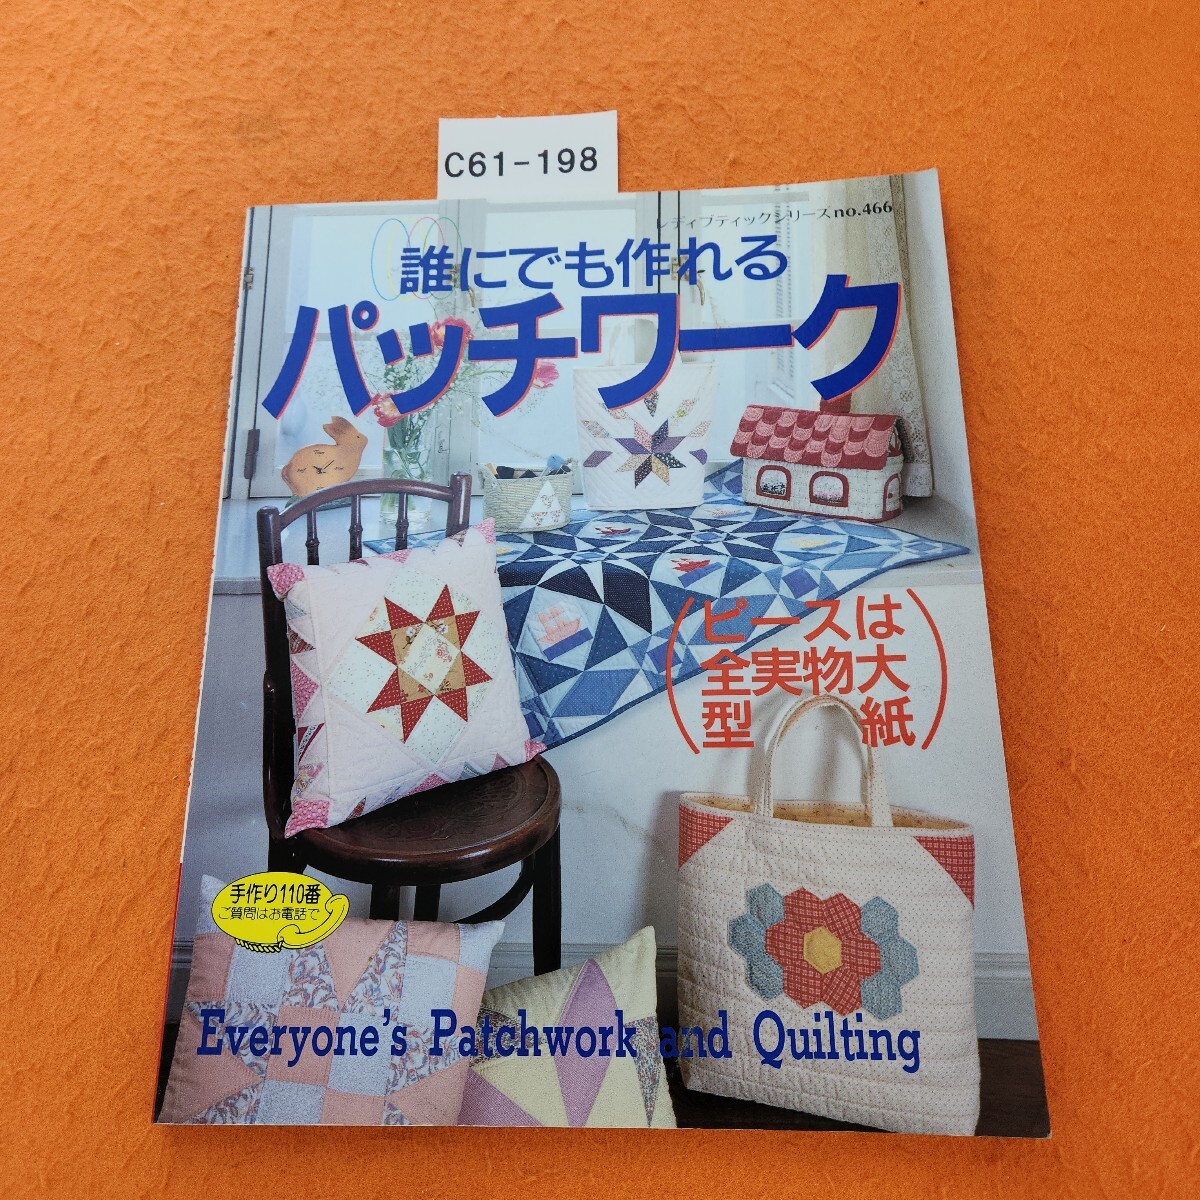 C61-198
レディブティックシリーズno.466
誰にでも作れる
パッチワーク
ピースは
全実物大
型紙
手作り110番
ご質問はお電話で
Everyone's Patchwork and Quilting